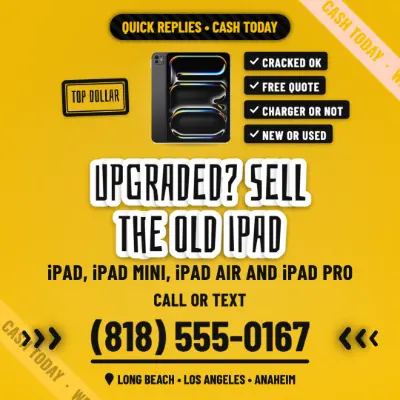 QUICK REPLIES • CASH TODAY
CASH TODAY •
TOP DOLLAR
✓ CRACKED OK
✓ FREE QUOTE
✓ CHARGER OR NOT
✓ NEW OR USED
UPGRADED? SELL
THE OLD IPAD
iPAD, iPAD MINI, iPAD AIR AND iPAD PRO
CALL OR TEXT
(818) 555-0167
CASH TODAY •
LONG BEACH • LOS ANGELES • ANAHEIM